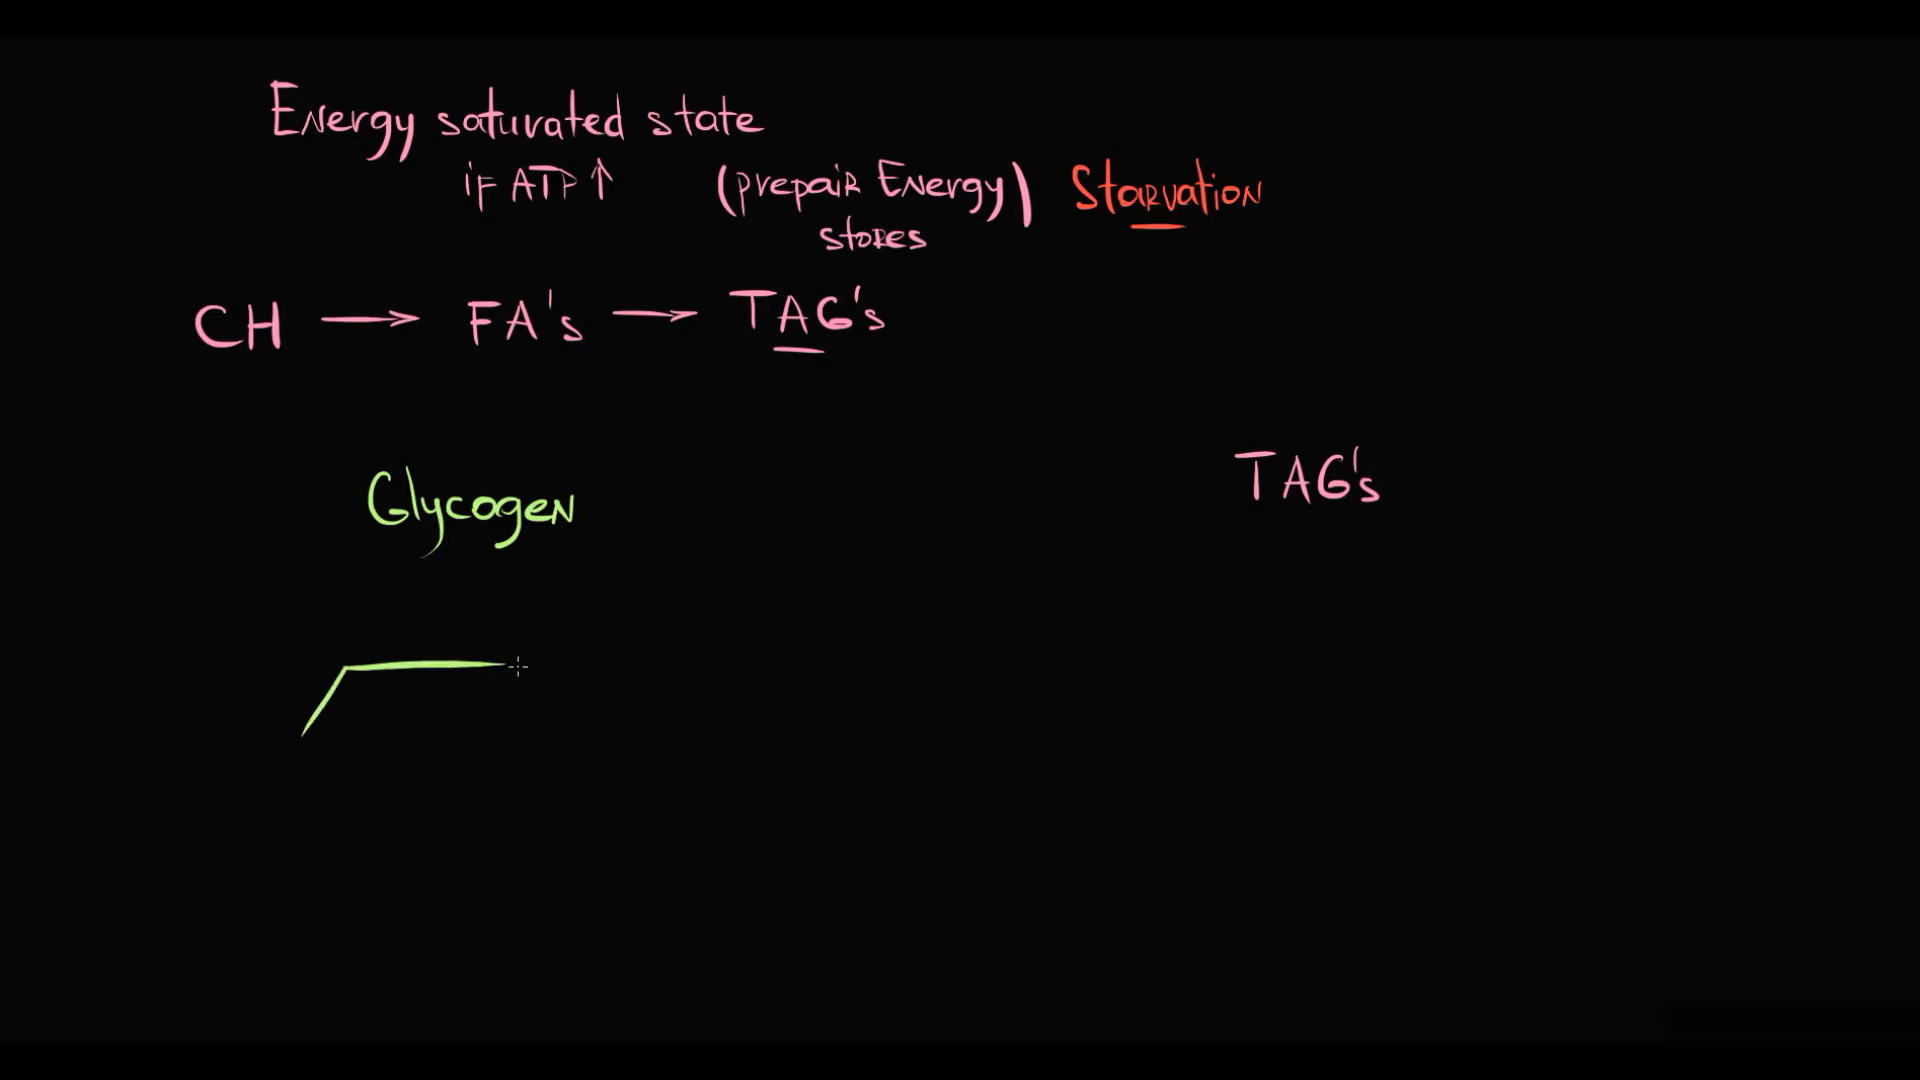 Energy saturated state
if ATP ↑ (prepair Energy) Starvation
stores
CH → FA's → TAG's
Glycogen
TAG's